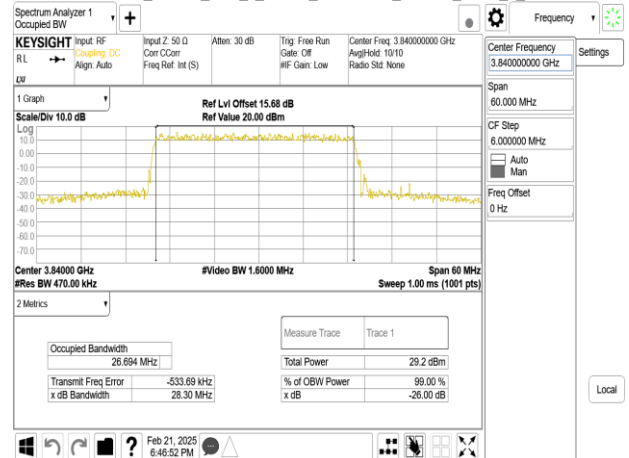 Spectrum Analyzer 1
Occupied BW
+
Frequency
KEYSIGHT
RL
Input: RF
Coupling: DC
Align: Auto
Input Z: 50 Ω
Corr CCorr
Freq Ref: Int (S)
Atten: 30 dB
Trig: Free Run
Gate: Off
#IF Gain: Low
Center Freq: 3.840000000 GHz
Avg|Hold: 10/10
Radio Std: None
LXI
Center Frequency
3.840000000 GHz
Settings
Span
60.000 MHz
CF Step
6.000000 MHz
Auto
Man
Freq Offset
0 Hz
Local
1 Graph
Scale/Div 10.0 dB
Ref Lvl Offset 15.68 dB
Ref Value 20.00 dBm
Log
10.0
0.00
-10.0
-20.0
-30.0
-40.0
-50.0
-60.0
-70.0
Center 3.84000 GHz
#Video BW 1.6000 MHz
Span 60 MHz
#Res BW 470.00 kHz
Sweep 1.00 ms (1001 pts)
2 Metrics
Measure Trace Trace 1
Occupied Bandwidth
26.694 MHz
Total Power 29.2 dBm
Transmit Freq Error -533.69 kHz
% of OBW Power 99.00 %
x dB Bandwidth 28.30 MHz
x dB -26.00 dB
?
Feb 21, 2025
6:46:52 PM